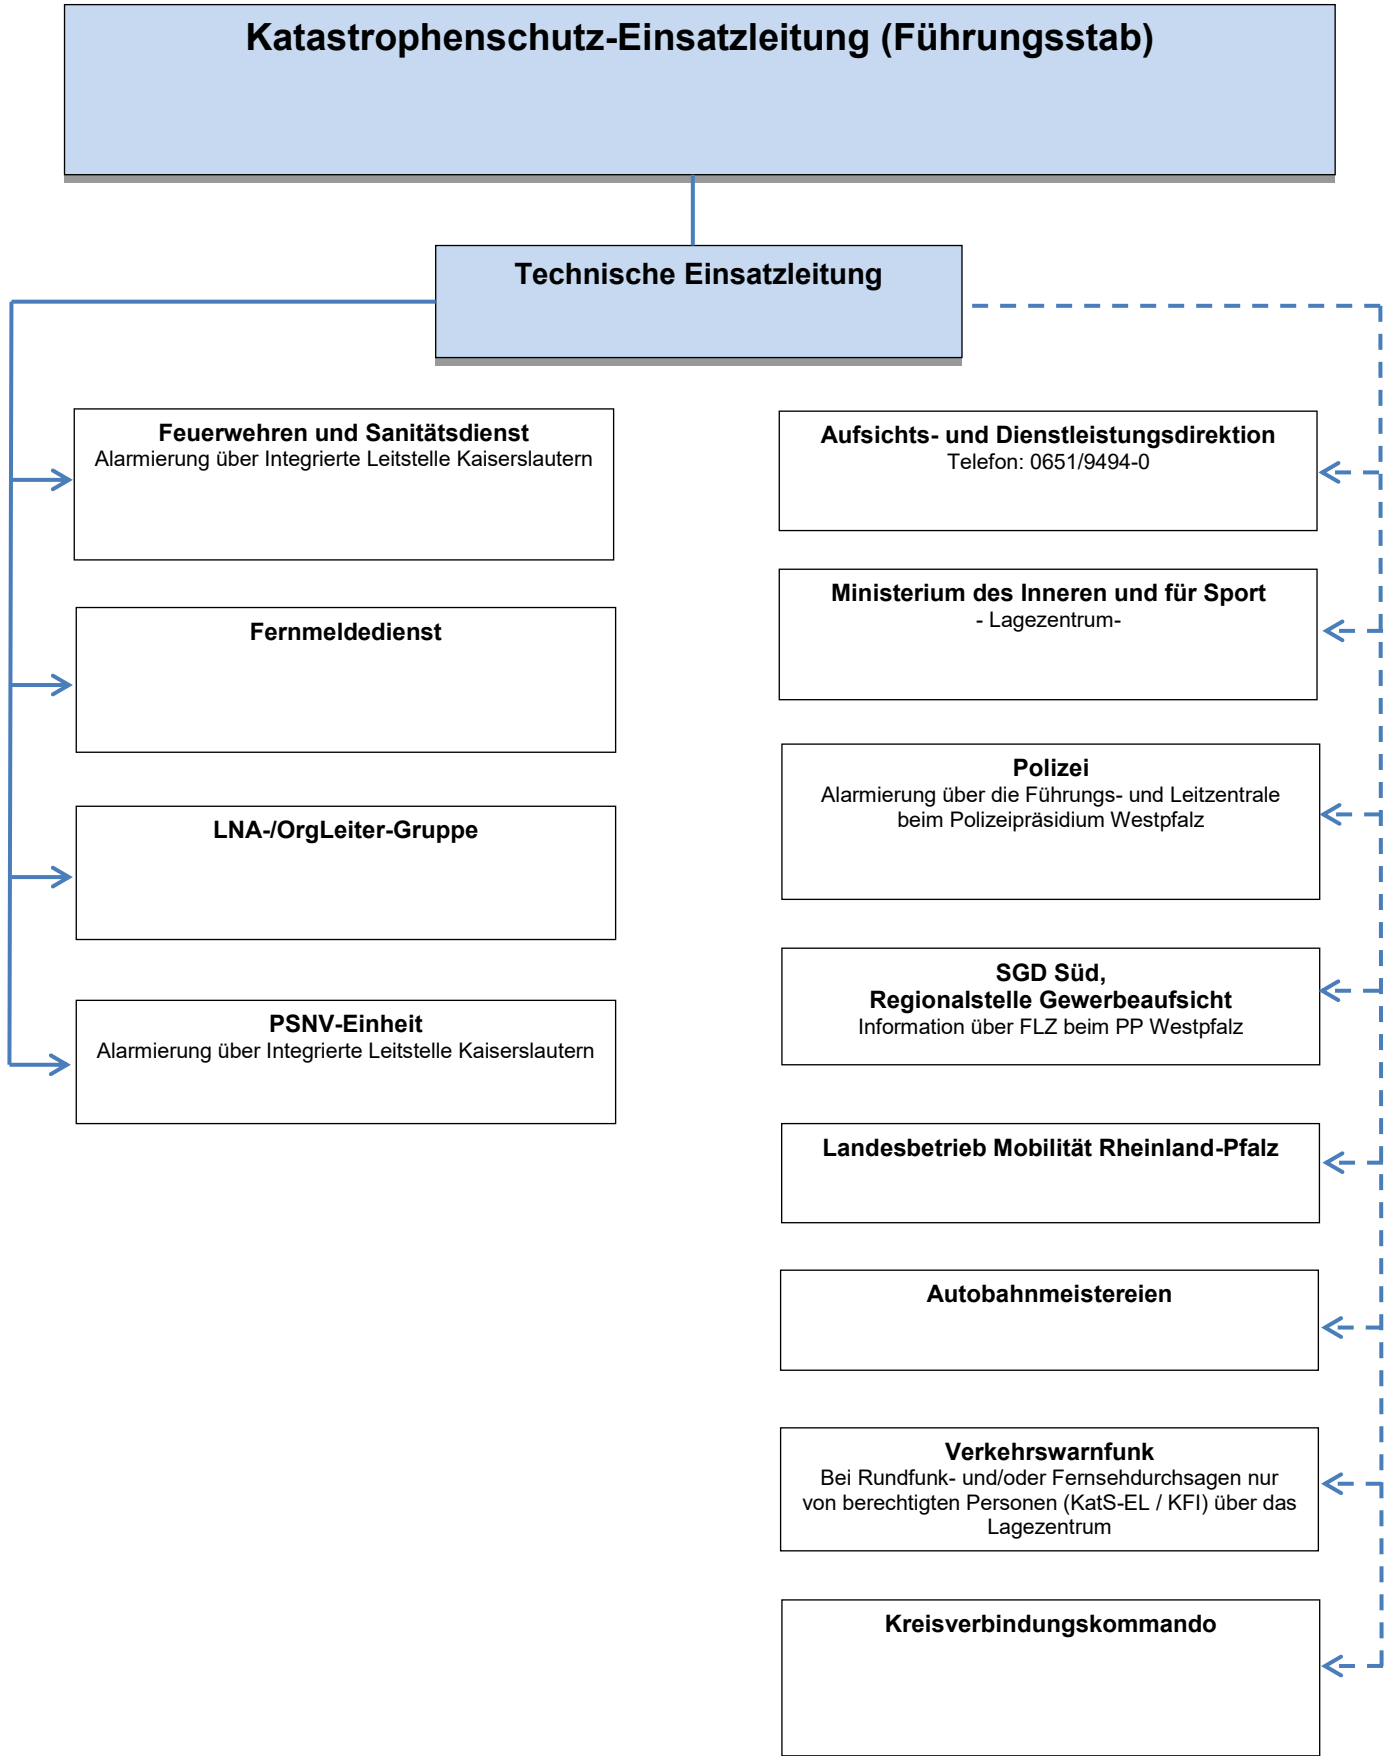 Katastrophenschutz-Einsatzleitung (Führungsstab)
Technische Einsatzleitung
Feuerwehren und Sanitätsdienst
Alarmierung über Integrierte Leitstelle Kaiserslautern
Fernmeldedienst
LNA-/OrgLeiter-Gruppe
PSNV-Einheit
Alarmierung über Integrierte Leitstelle Kaiserslautern
Aufsichts- und Dienstleistungsdirektion
Telefon: 0651/9494-0
Ministerium des Inneren und für Sport
- Lagezentrum-
Polizei
Alarmierung über die Führungs- und Leitzentrale
beim Polizeipräsidium Westpfalz
SGD Süd,
Regionalstelle Gewerbeaufsicht
Information über FLZ beim PP Westpfalz
Landesbetrieb Mobilität Rheinland-Pfalz
Autobahnmeistereien
Verkehrswarnfunk
Bei Rundfunk- und/oder Fernsehdurchsagen nur
von berechtigten Personen (KatS-EL / KFI) über das
Lagezentrum
Kreisverbindungskommando